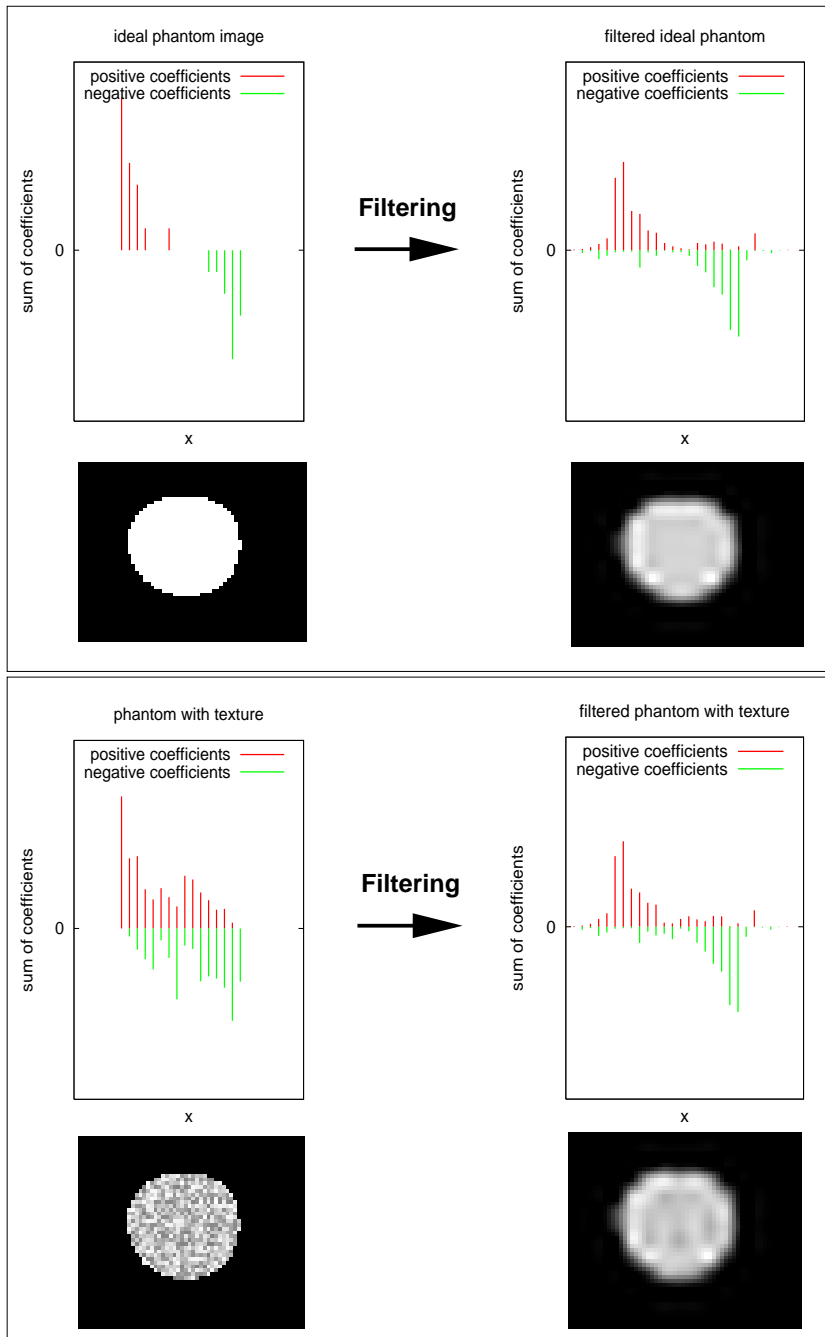 ideal phantom image
positive coefficients
negative coefficients
sum of coefficients
0
x
Filtering
filtered ideal phantom
positive coefficients
negative coefficients
sum of coefficients
0
x
phantom with texture
positive coefficients
negative coefficients
sum of coefficients
0
x
Filtering
filtered phantom with texture
positive coefficients
negative coefficients
sum of coefficients
0
x